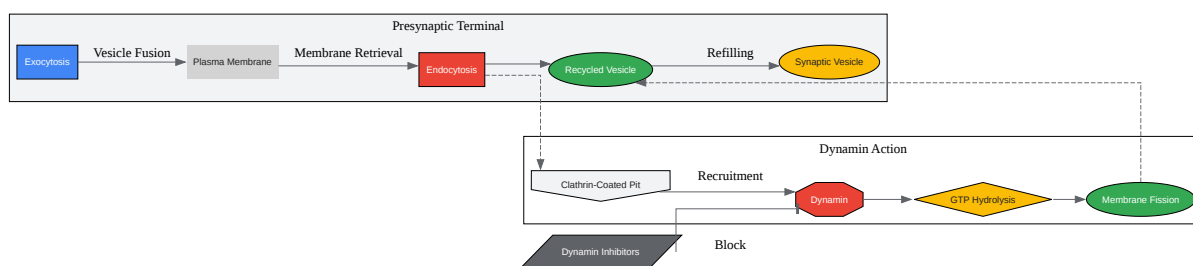 Presynaptic Terminal
Exocytosis
Vesicle Fusion
Plasma Membrane
Membrane Retrieval
Endocytosis
Recycled Vesicle
Refilling
Synaptic Vesicle
Dynamin Action
Clathrin-Coated Pit
Recruitment
Dynamin
GTP Hydrolysis
Membrane Fission
Dynamin Inhibitors
Block